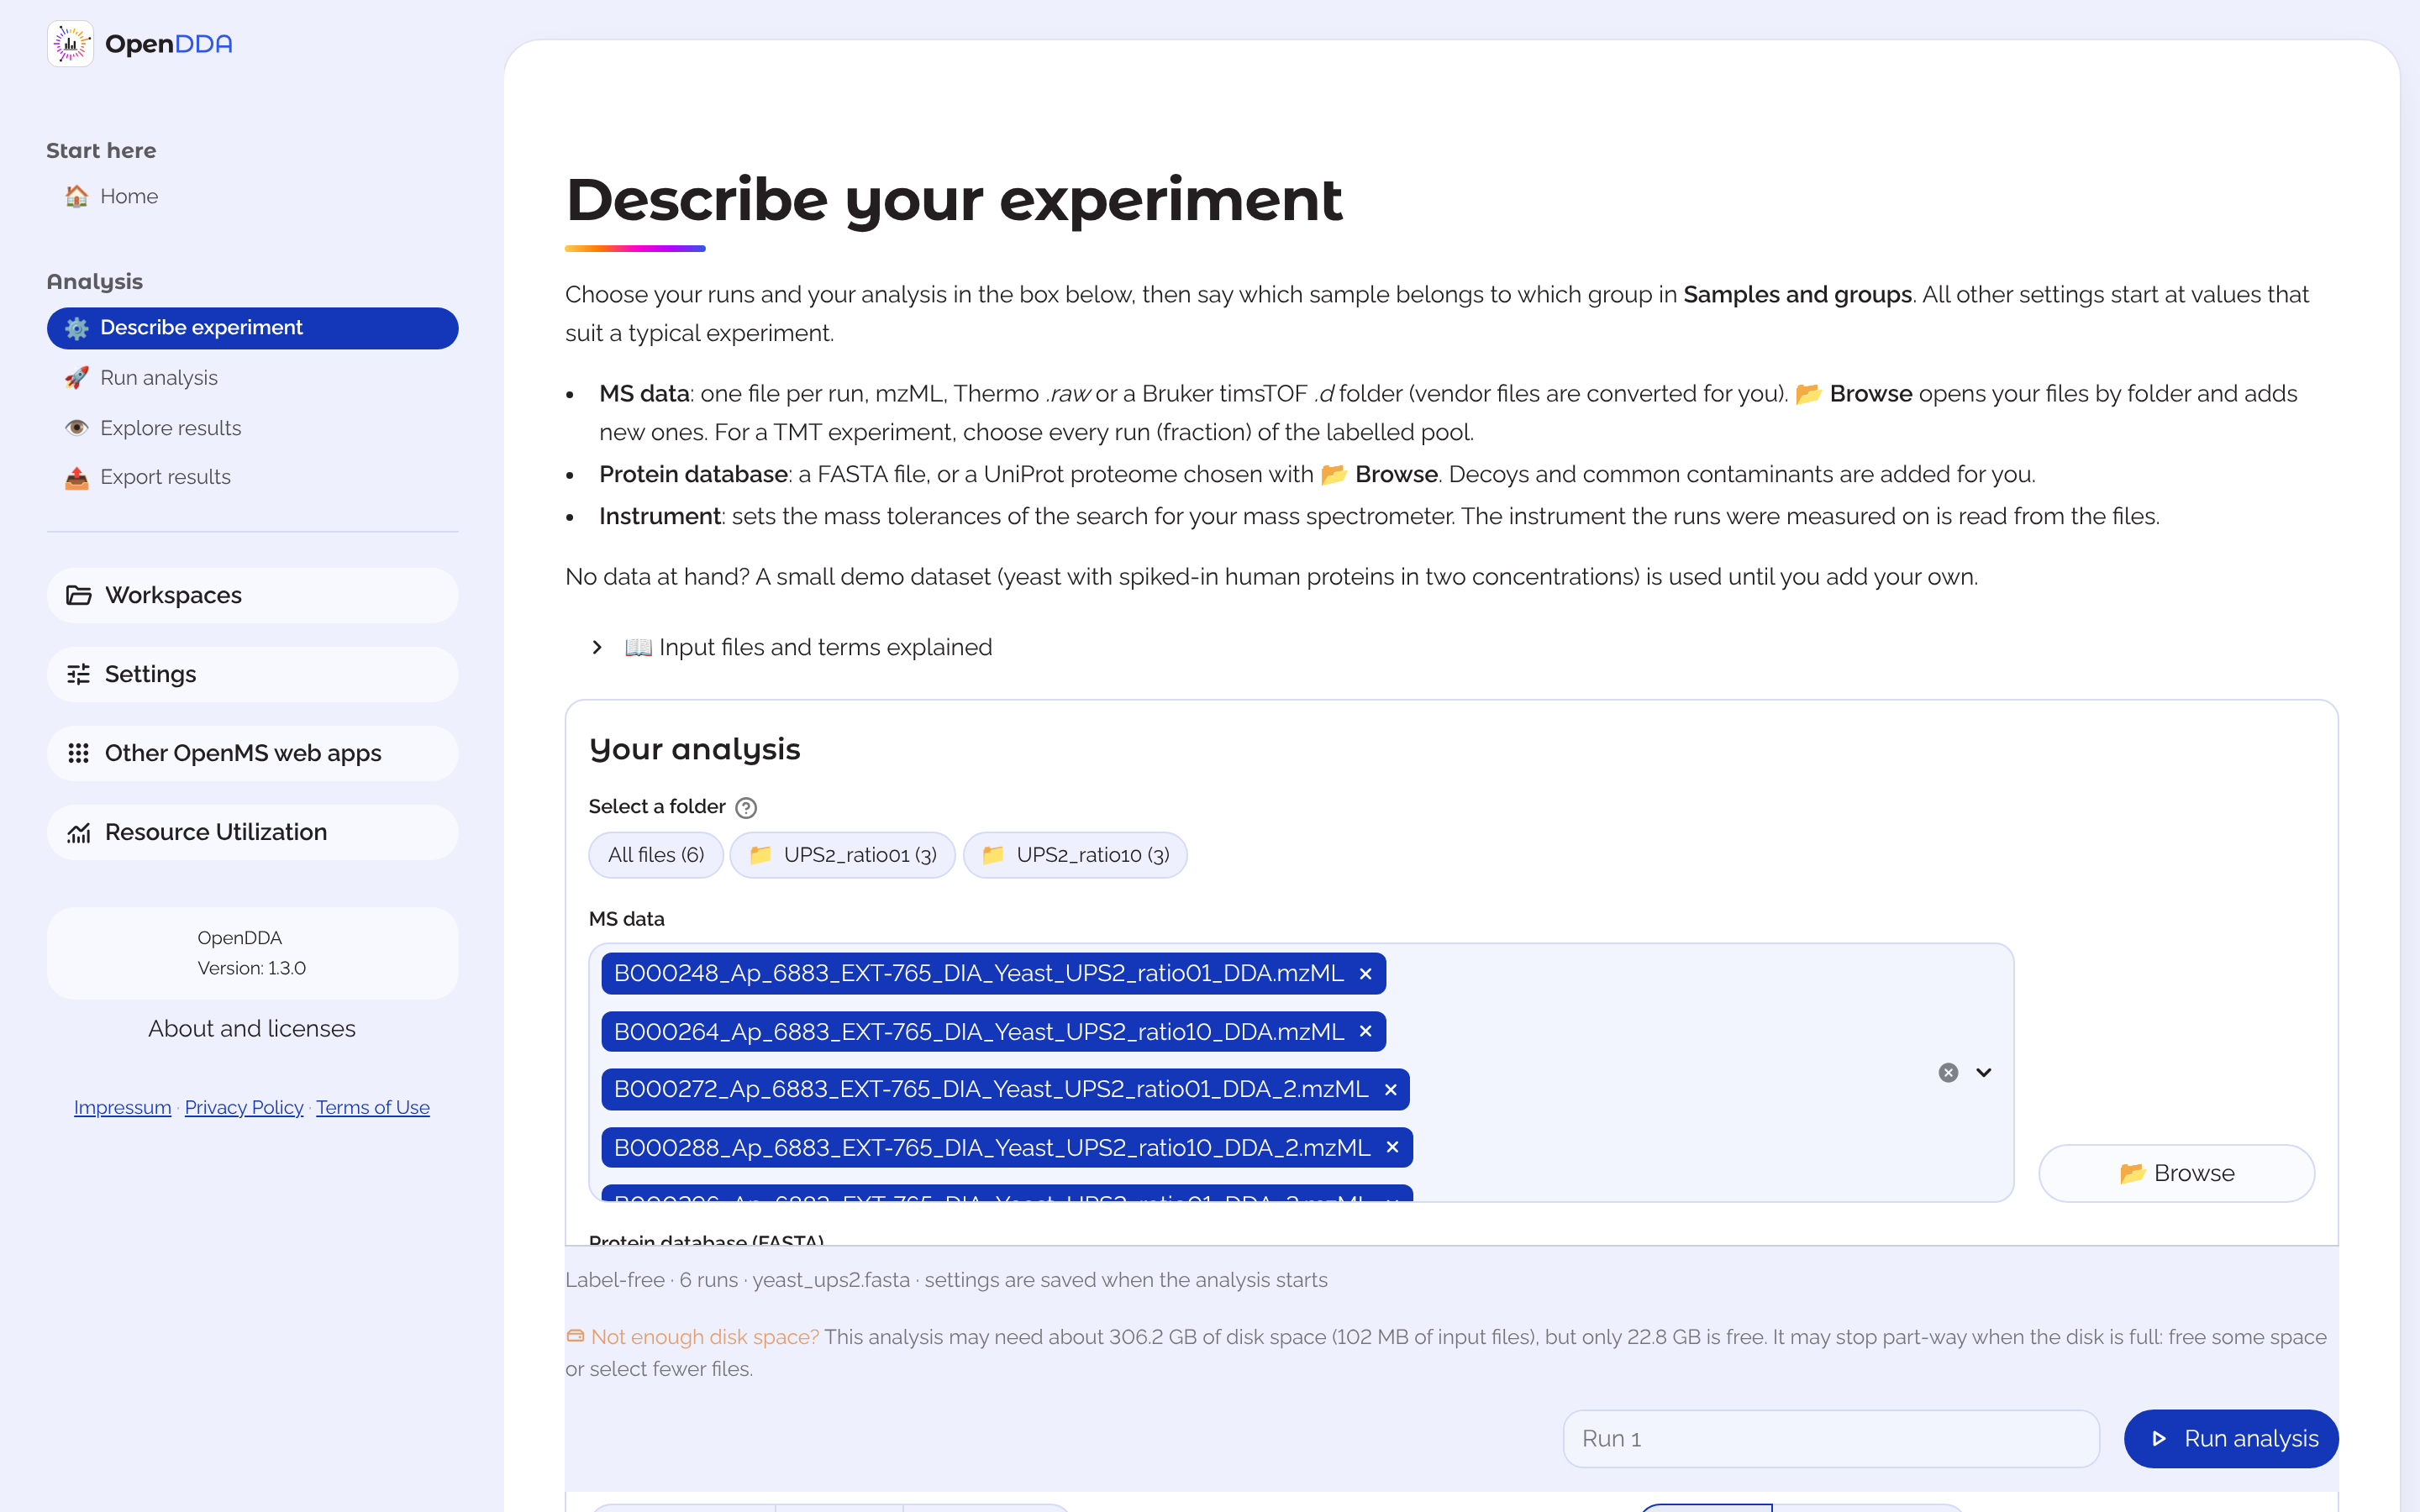 OpenDDA
Start here
Home
Analysis
Describe experiment
Run analysis
Explore results
Export results
Workspaces
Settings
Other OpenMS web apps
Resource Utilization
OpenDDA
Version: 1.3.0
About and licenses
Impressum · Privacy Policy · Terms of Use
Describe your experiment
Choose your runs and your analysis in the box below, then say which sample belongs to which group in Samples and groups. All other settings start at values that
suit a typical experiment.
• MS data: one file per run, mzML, Thermo .raw or a Bruker timsTOF .d folder (vendor files are converted for you). 📂 Browse opens your files by folder and adds
new ones. For a TMT experiment, choose every run (fraction) of the labelled pool.
• Protein database: a FASTA file, or a UniProt proteome chosen with 📂 Browse. Decoys and common contaminants are added for you.
• Instrument: sets the mass tolerances of the search for your mass spectrometer. The instrument the runs were measured on is read from the files.
No data at hand? A small demo dataset (yeast with spiked-in human proteins in two concentrations) is used until you add your own.
📖 Input files and terms explained
Your analysis
Select a folder
All files (6) 📁 UPS2_ratio01 (3) 📁 UPS2_ratio10 (3)
MS data
B000248_Ap_6883_EXT-765_DIA_Yeast_UPS2_ratio01_DDA.mzML
B000264_Ap_6883_EXT-765_DIA_Yeast_UPS2_ratio10_DDA.mzML
B000272_Ap_6883_EXT-765_DIA_Yeast_UPS2_ratio01_DDA_2.mzML
B000288_Ap_6883_EXT-765_DIA_Yeast_UPS2_ratio10_DDA_2.mzML
📂 Browse
Protein database (FASTA)
Label-free · 6 runs · yeast_ups2.fasta · settings are saved when the analysis starts
Not enough disk space? This analysis may need about 306.2 GB of disk space (102 MB of input files), but only 22.8 GB is free. It may stop part-way when the disk is full: free some space
or select fewer files.
Run 1
Run analysis